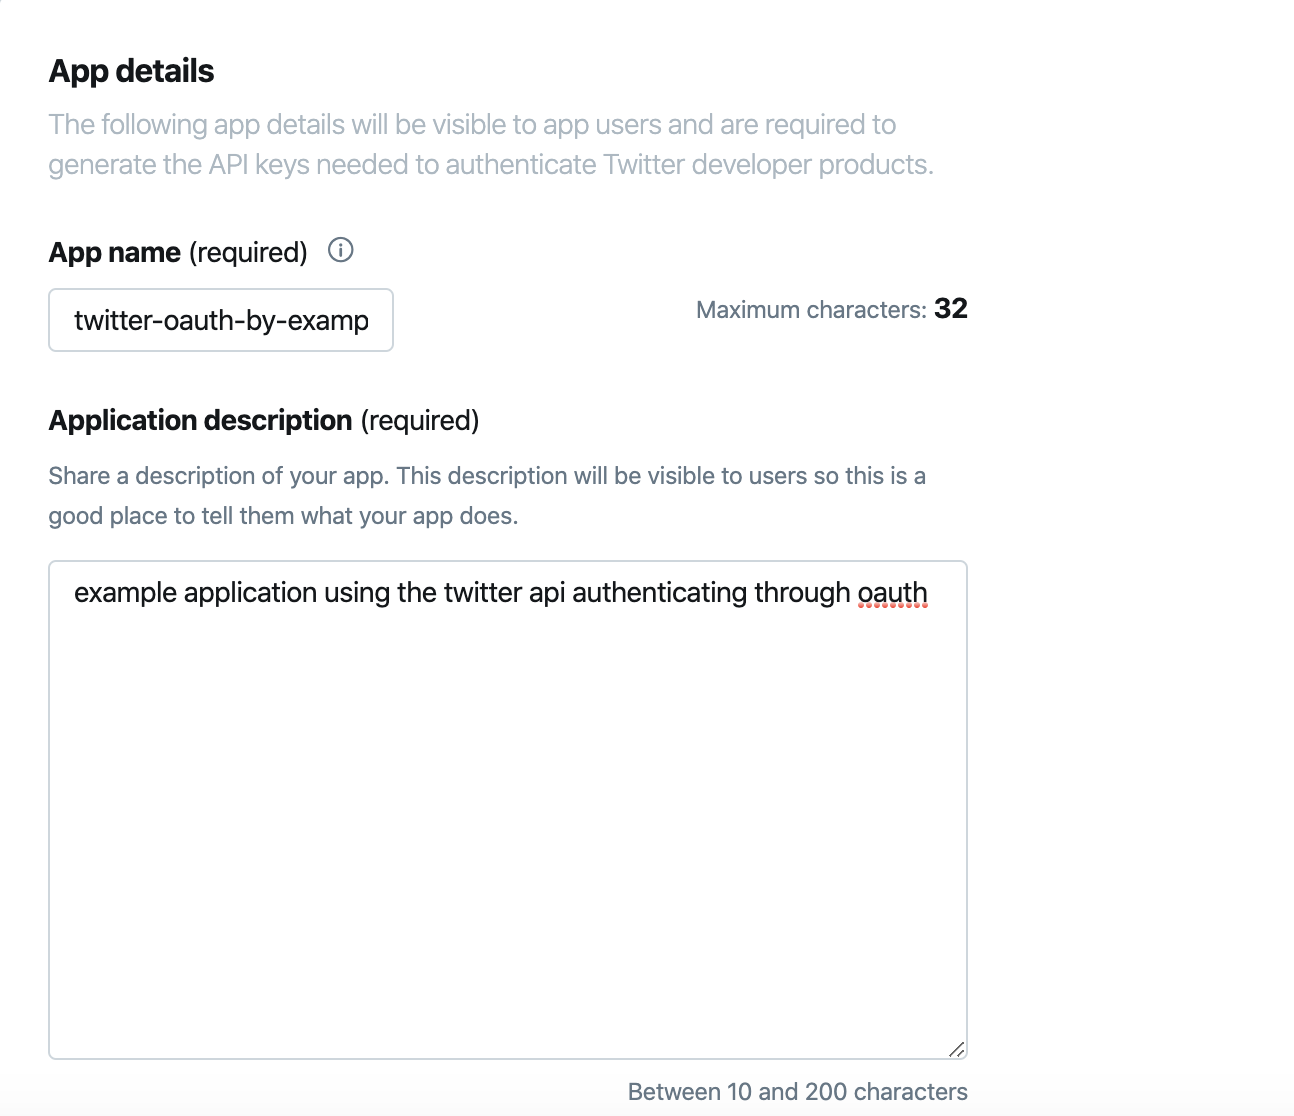 App details
The following app details will be visible to app users and are required to
generate the API keys needed to authenticate Twitter developer products.
App name (required)
twitter-oauth-by-examp
Maximum characters: 32
Application description (required)
Share a description of your app. This description will be visible to users so this is a
good place to tell them what your app does.
example application using the twitter api authenticating through oauth
Between 10 and 200 characters